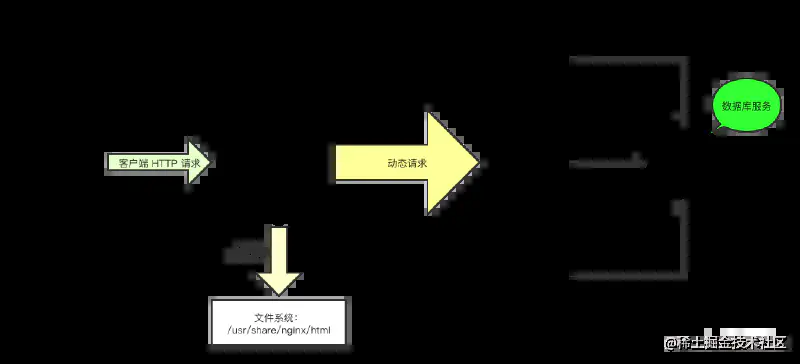 数据库服务
客户端 HTTP 请求
动态请求
文件系统：
/usr/share/nginx/html
@稀土掘金技术社区